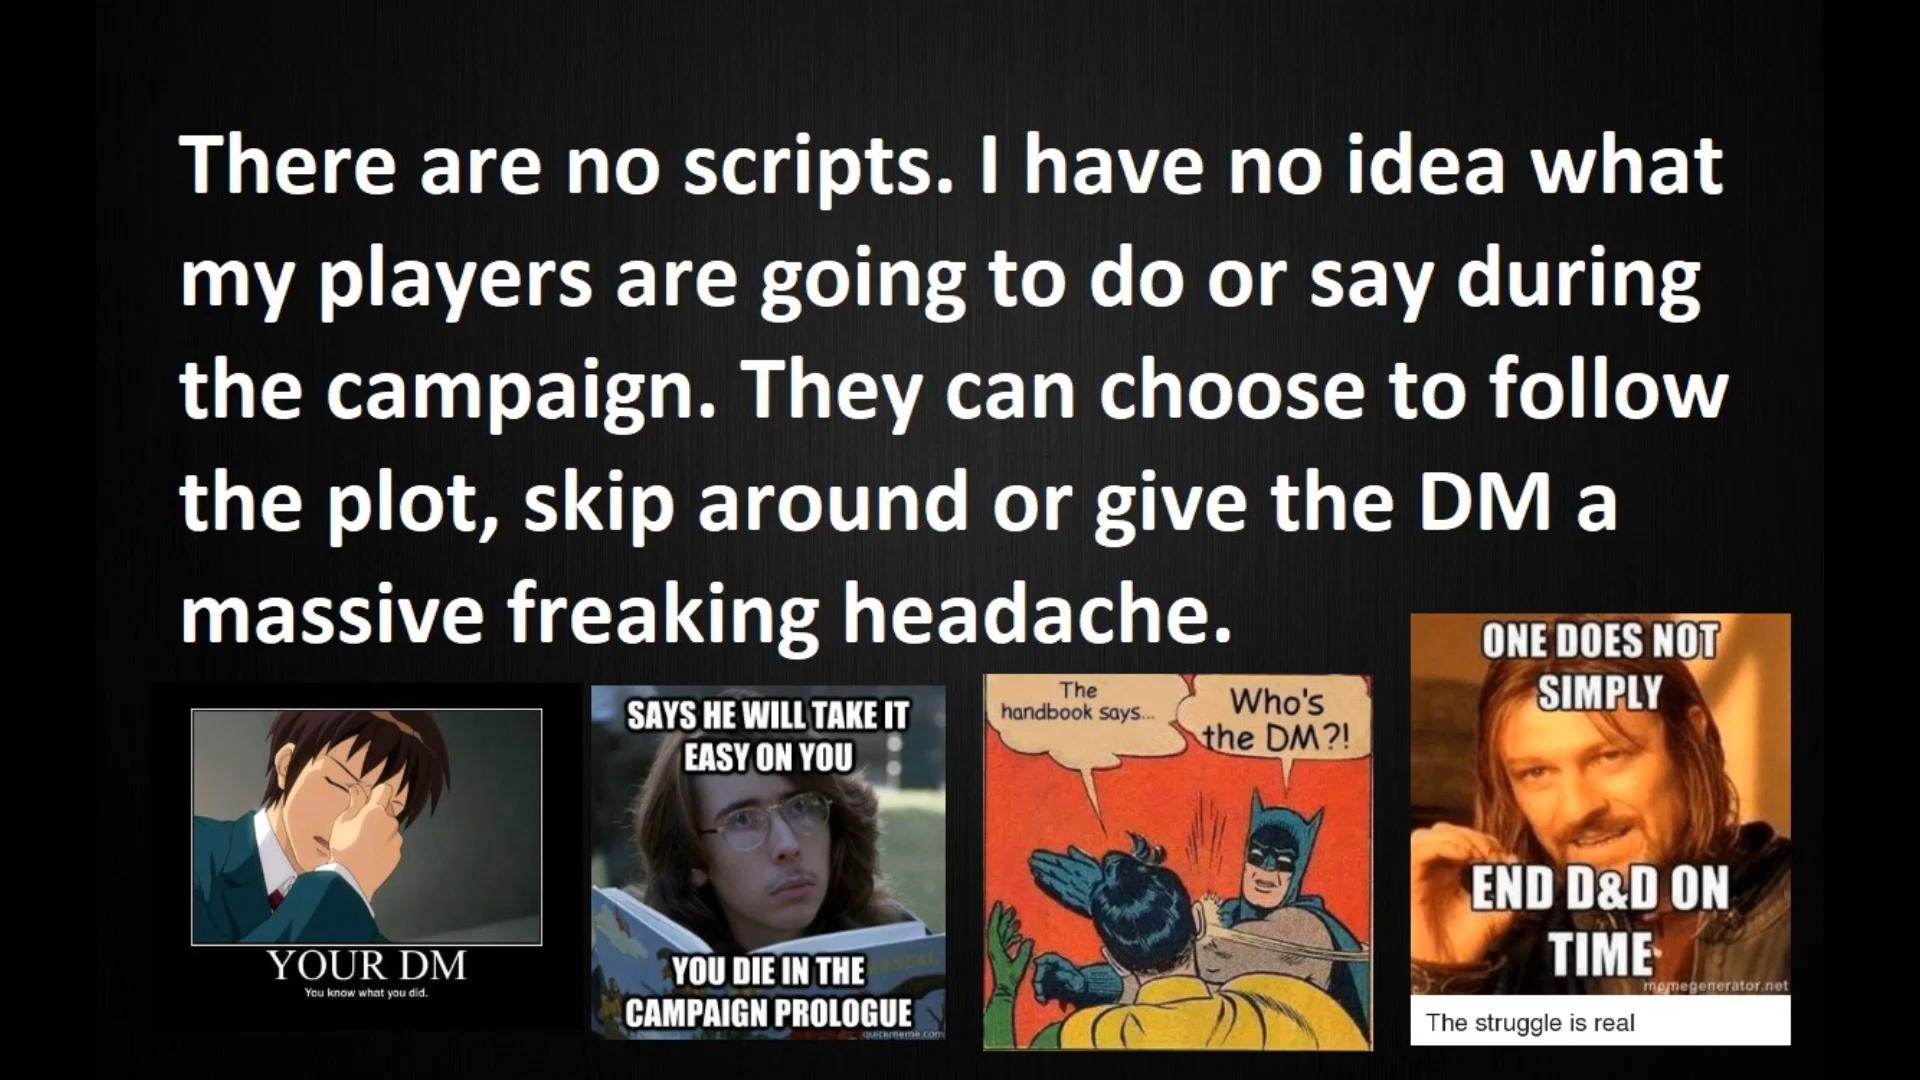 There are no scripts. I have no idea what
my players are going to do or say during
the campaign. They can choose to follow
the plot, skip around or give the DM a
massive freaking headache.
YOUR DM
You know what you did.
SAYS HE WILL TAKE IT
EASY ON YOU
YOU DIE IN THE
CAMPAIGN PROLOGUE
quickmeme.com
The
handbook says...
Who's
the DM?!
ONE DOES NOT
SIMPLY
END D&D ON
TIME
memegenerator.net
The struggle is real